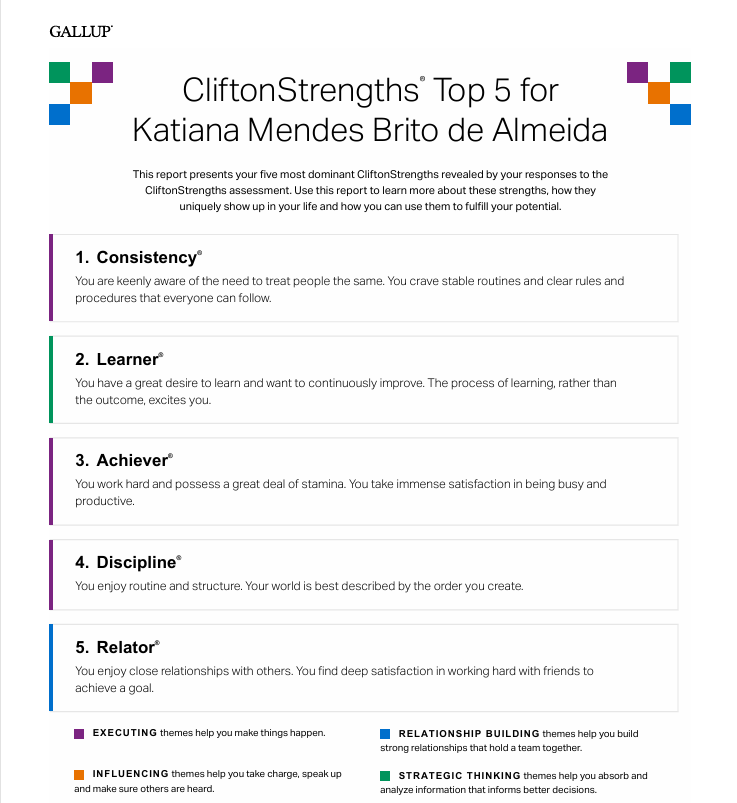 GALLUP®
CliftonStrengths® Top 5 for
Katiana Mendes Brito de Almeida
This report presents your five most dominant CliftonStrengths revealed by your responses to the
CliftonStrengths assessment. Use this report to learn more about these strengths, how they
uniquely show up in your life and how you can use them to fulfill your potential.
1. Consistency®
You are keenly aware of the need to treat people the same. You crave stable routines and clear rules and
procedures that everyone can follow.
2. Learner®
You have a great desire to learn and want to continuously improve. The process of learning, rather than
the outcome, excites you.
3. Achiever®
You work hard and possess a great deal of stamina. You take immense satisfaction in being busy and
productive.
4. Discipline®
You enjoy routine and structure. Your world is best described by the order you create.
5. Relator®
You enjoy close relationships with others. You find deep satisfaction in working hard with friends to
achieve a goal.
EXECUTING themes help you make things happen.
INFLUENCING themes help you take charge, speak up
and make sure others are heard.
RELATIONSHIP BUILDING themes help you build
strong relationships that hold a team together.
STRATEGIC THINKING themes help you absorb and
analyze information that informs better decisions.